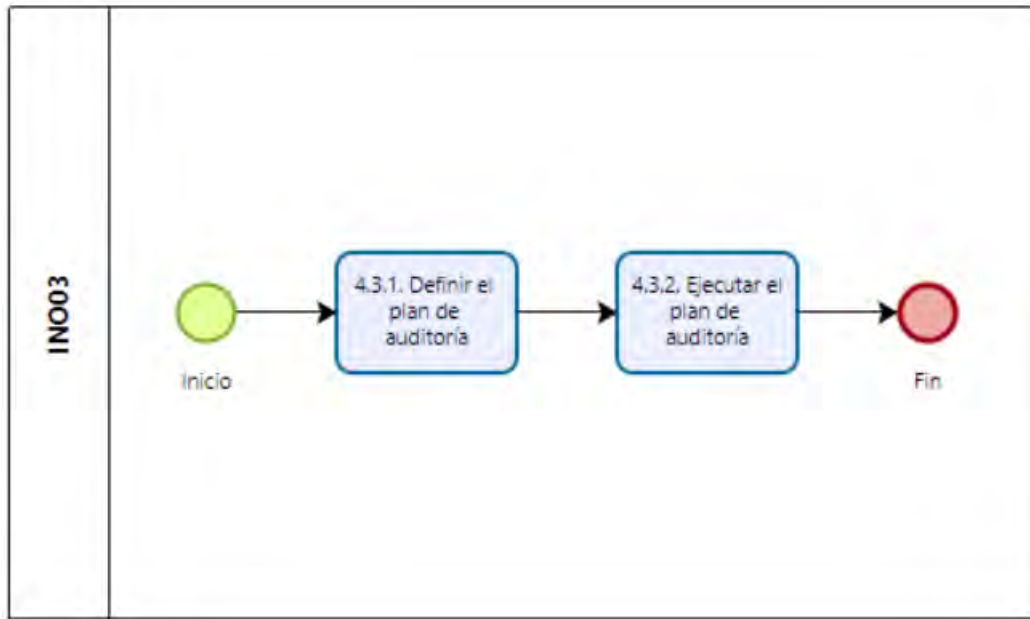 INO03
4.3.1. Definir el
plan de
auditoría
4.3.2. Ejecutar el
plan de
auditoría
Inicio
Fin